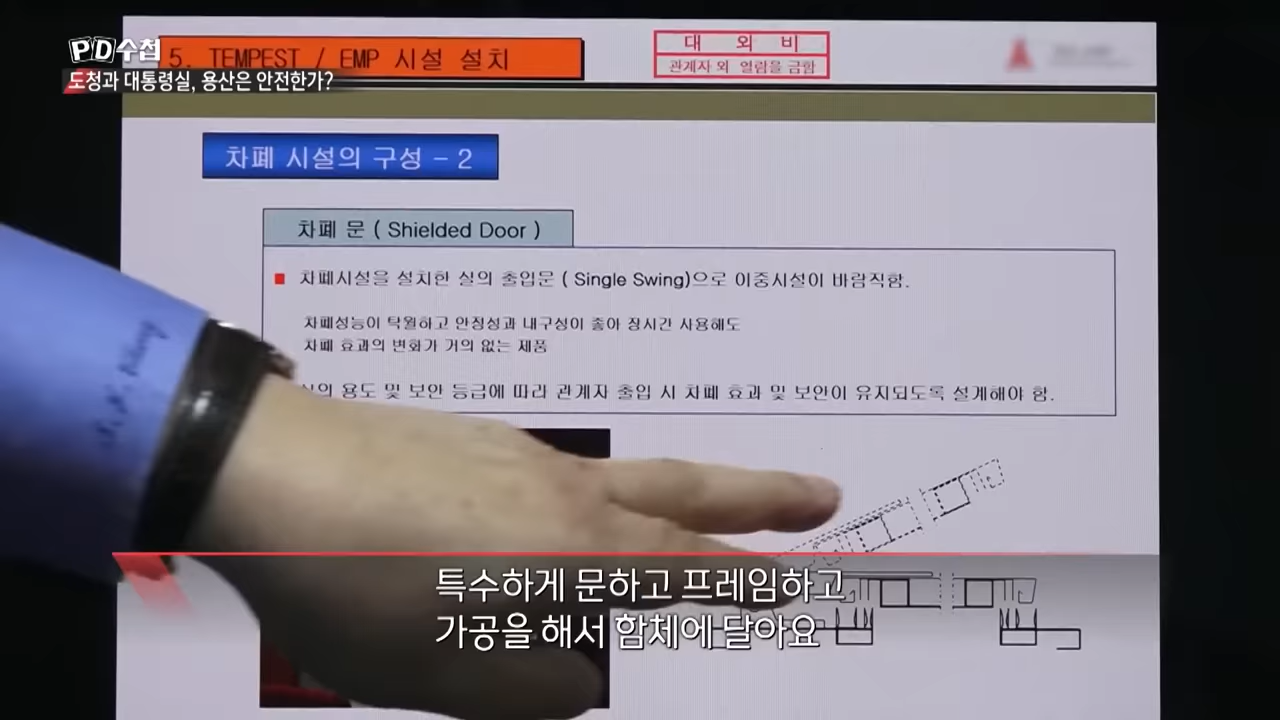 PD수첩
도청과 대통령실, 용산은 안전한가?
5. TEMPEST / EMP 시설 설치
대 외 비
관계자 외 열람을 금함
차폐 시설의 구성 - 2
차폐 문 ( Shielded Door )
차폐시설을 설치한 실의 출입문 ( Single Swing)으로 이중시설이 바람직함.
차폐성능이 탁월하고 안정성과 내구성이 좋아 장시간 사용해도
차폐 효과의 변화가 거의 없는 제품
용도 및 보안 등급에 따라 관계자 출입 시 차폐 효과 및 보안이 유지되도록 설계해야 함.
특수하게 문하고 프레임하고
가공을 해서 함체에 달아요